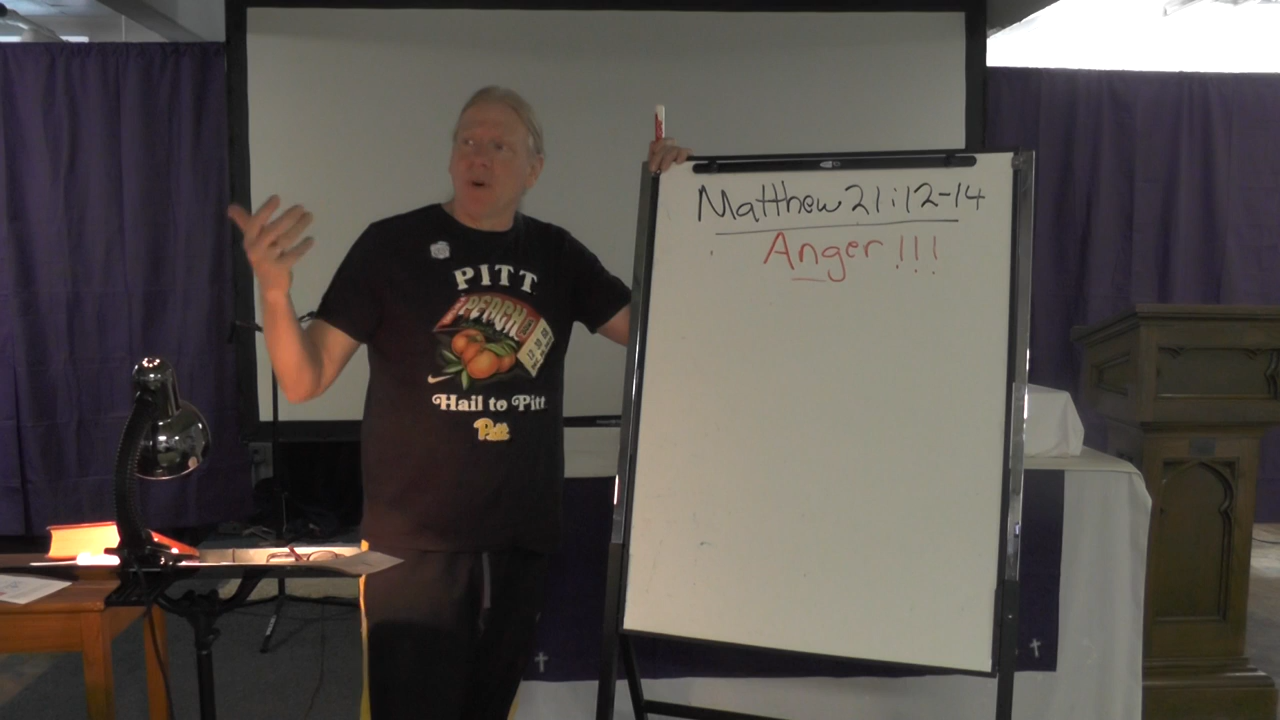 Matthew 21:12-14
Anger!!!
PITT
PEACH
Hail to Pitt
Pitt